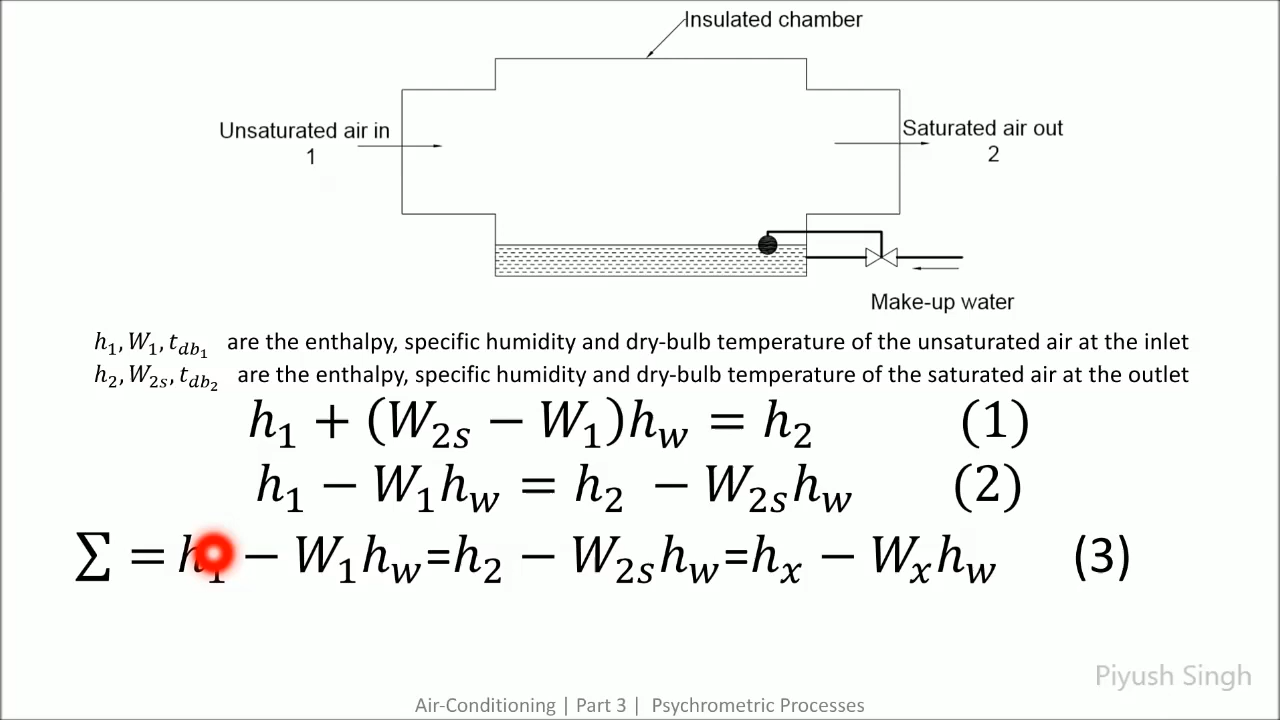 Insulated chamber
Unsaturated air in
1
Saturated air out
2
Make-up water
h₁, W₁, t_db₁ are the enthalpy, specific humidity and dry-bulb temperature of the unsaturated air at the inlet
h₂, W₂ₛ, t_db₂ are the enthalpy, specific humidity and dry-bulb temperature of the saturated air at the outlet
h₁ + (W₂ₛ − W₁)h_w = h₂ (1)
h₁ − W₁h_w = h₂ − W₂ₛh_w (2)
∑ = h₁ − W₁h_w=h₂ − W₂ₛh_w=hₓ − Wₓh_w (3)
Piyush Singh
Air-Conditioning | Part 3 | Psychrometric Processes